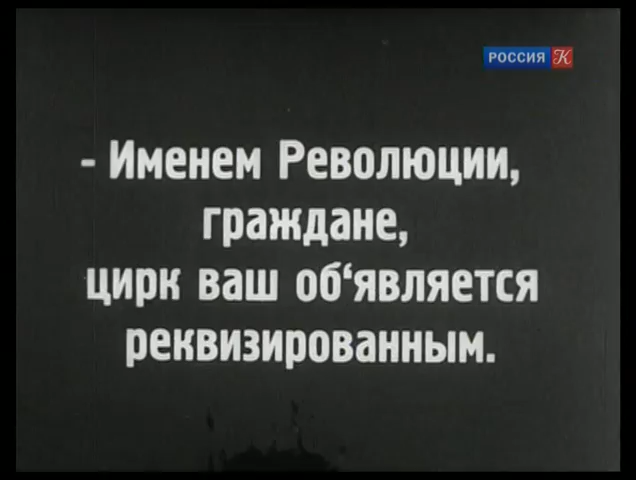 РОССИЯ К
- Именем Революции,
граждане,
цирк ваш об‘является
реквизированным.